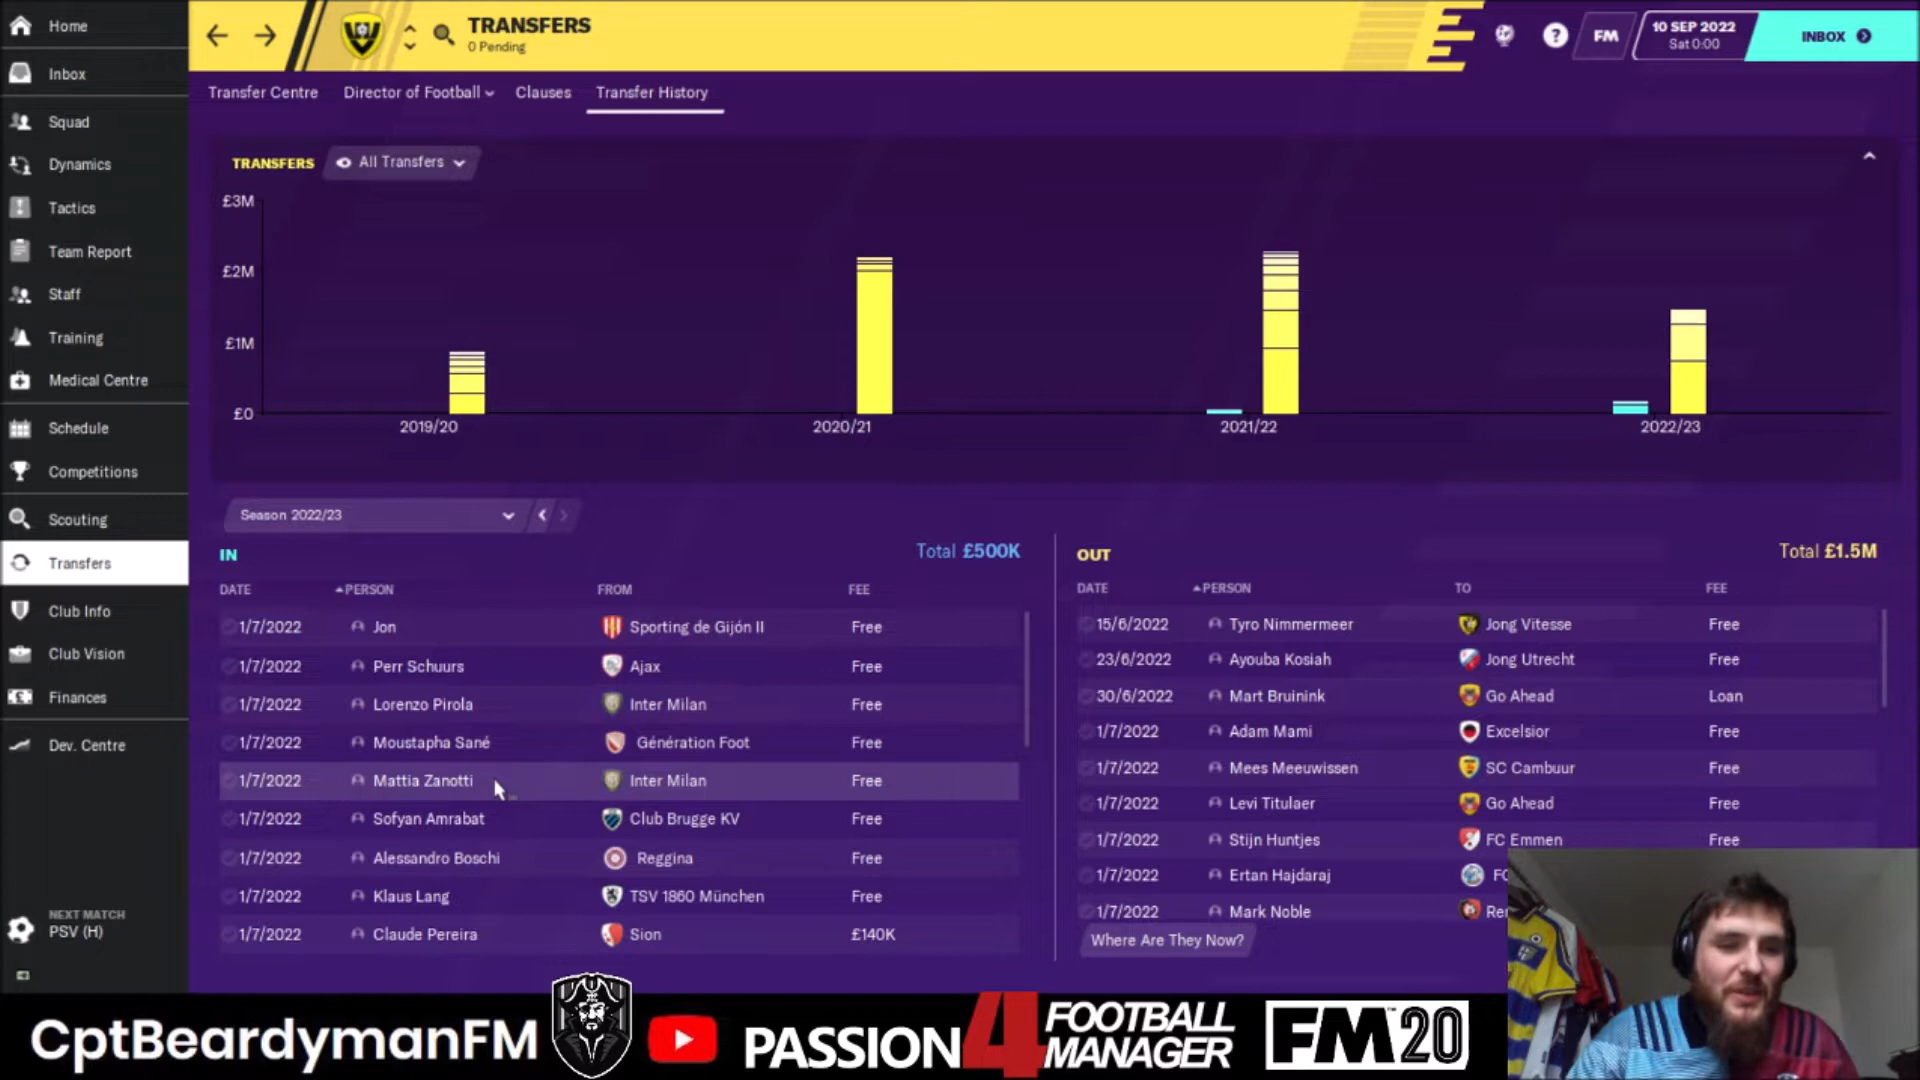 Home
Inbox
Squad
Dynamics
Tactics
Team Report
Staff
Training
Medical Centre
Schedule
Competitions
Scouting
Transfers
Club Info
Club Vision
Finances
Dev. Centre
NEXT MATCH
PSV (H)
TRANSFERS
0 Pending
? FM 10 SEP 2022 INBOX
Sat 0:00
Transfer Centre Director of Football Clauses Transfer History
TRANSFERS All Transfers
£3M
£2M
£1M
£0
2019/20 2020/21 2021/22 2022/23
Season 2022/23
IN Total £500K
DATE PERSON FROM FEE
1/7/2022 Jon Sporting de Gijón II Free
1/7/2022 Perr Schuurs Ajax Free
1/7/2022 Lorenzo Pirola Inter Milan Free
1/7/2022 Moustapha Sané Génération Foot Free
1/7/2022 Mattia Zanotti Inter Milan Free
1/7/2022 Sofyan Amrabat Club Brugge KV Free
1/7/2022 Alessandro Boschi Reggina Free
1/7/2022 Klaus Lang TSV 1860 München Free
1/7/2022 Claude Pereira Sion £140K
OUT Total £1.5M
DATE PERSON TO FEE
15/6/2022 Tyro Nimmermeer Jong Vitesse Free
23/6/2022 Ayouba Kosiah Jong Utrecht Free
30/6/2022 Mart Bruinink Go Ahead Loan
1/7/2022 Adam Mami Excelsior Free
1/7/2022 Mees Meeuwissen SC Cambuur Free
1/7/2022 Levi Titulaer Go Ahead Free
1/7/2022 Stijn Huntjes FC Emmen Free
1/7/2022 Ertan Hajdaraj FC
1/7/2022 Mark Noble Ren
Where Are They Now?
CptBeardymanFM
PASSION 4 FOOTBALL MANAGER
FM20